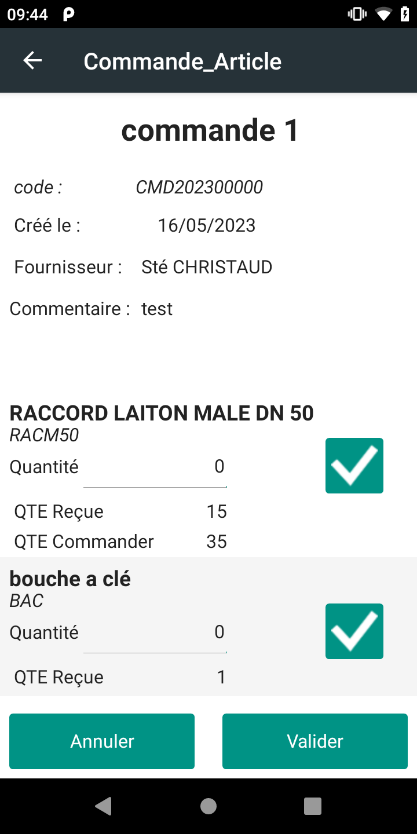 09:44
Commande_Article
commande 1
code : CMD202300000
Créé le : 16/05/2023
Fournisseur : Sté CHRISTAUD
Commentaire : test
RACCORD LAITON MALE DN 50
RACM50
Quantité 0
QTE Reçue 15
QTE Commander 35
bouche a clé
BAC
Quantité 0
QTE Reçue 1
Annuler Valider